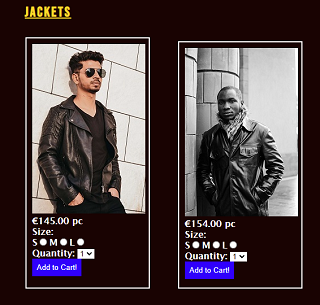 JACKETS
€145.00 pc
Size:
S M L
Quantity: 1
Add to Cart!
€154.00 pc
Size:
S M L
Quantity: 1
Add to Cart!